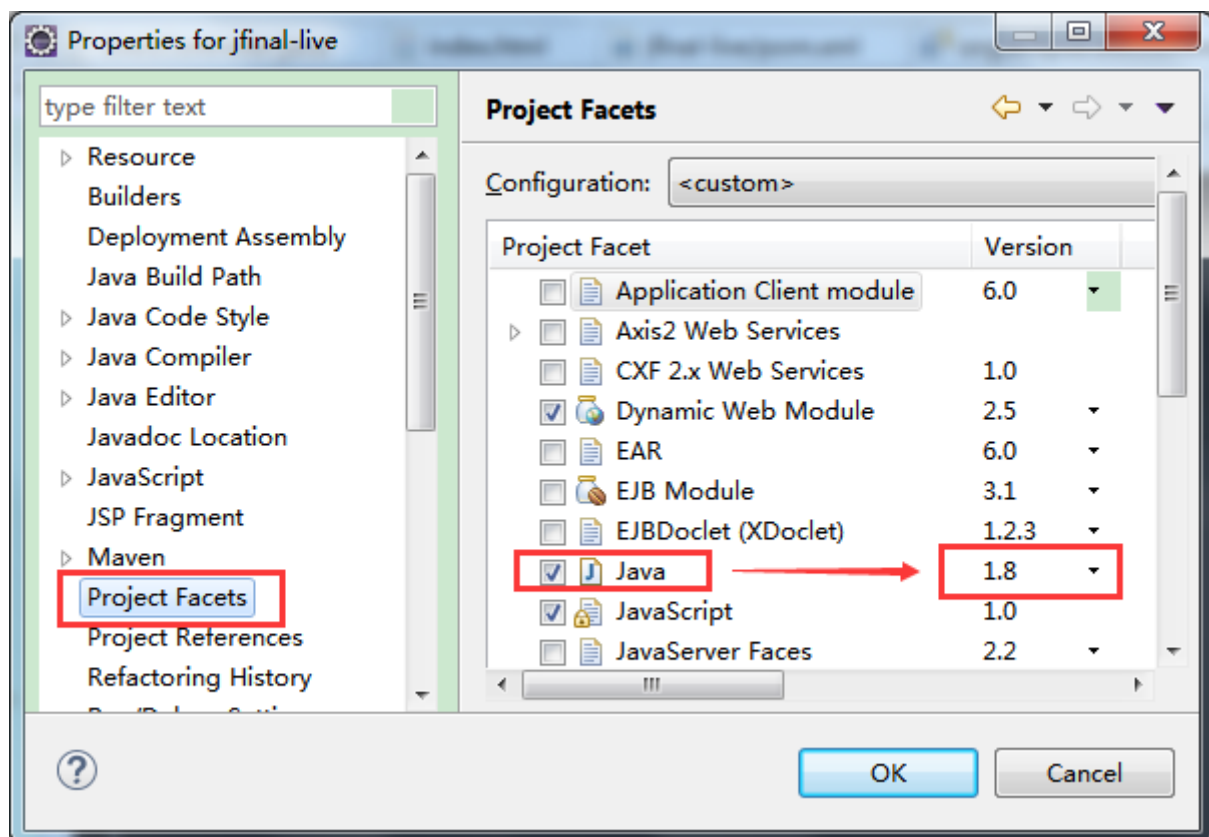 Properties for jfinal-live
type filter text
Resource
Builders
Deployment Assembly
Java Build Path
Java Code Style
Java Compiler
Java Editor
Javadoc Location
JavaScript
JSP Fragment
Maven
Project Facets
Project References
Refactoring History
Project Facets
Configuration: <custom>
Project Facet Version
Application Client module 6.0
Axis2 Web Services
CXF 2.x Web Services 1.0
Dynamic Web Module 2.5
EAR 6.0
EJB Module 3.1
EJBDoclet (XDoclet) 1.2.3
Java 1.8
JavaScript 1.0
JavaServer Faces 2.2
OK Cancel